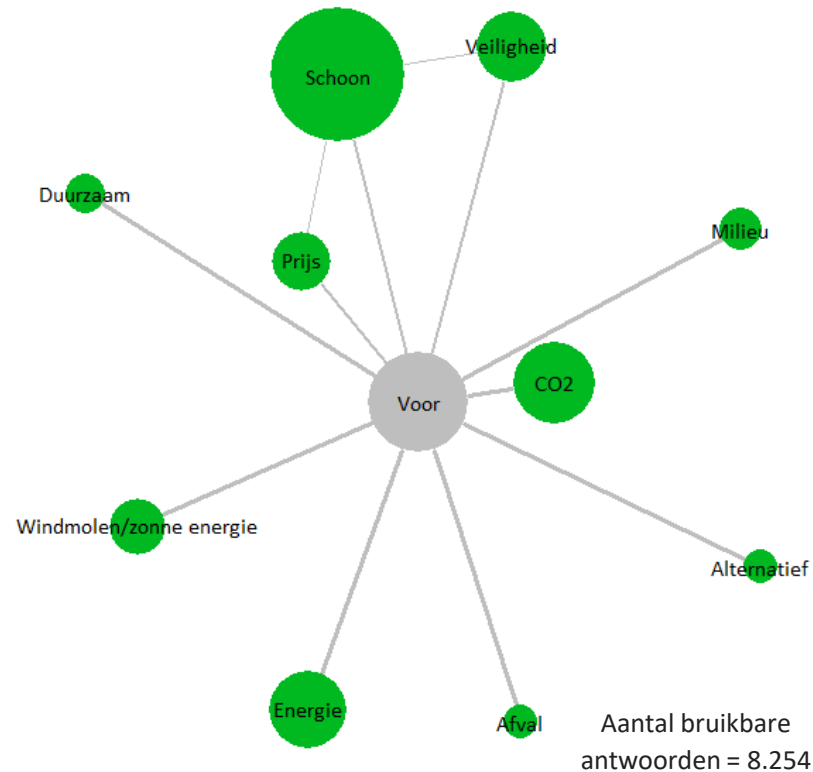 Veiligheid
Schoon
Duurzaam
Milieu
Prijs
CO2
Voor
Windmolen/zonne energie
Alternatief
Energie
Afval
Aantal bruikbare
antwoorden = 8.254